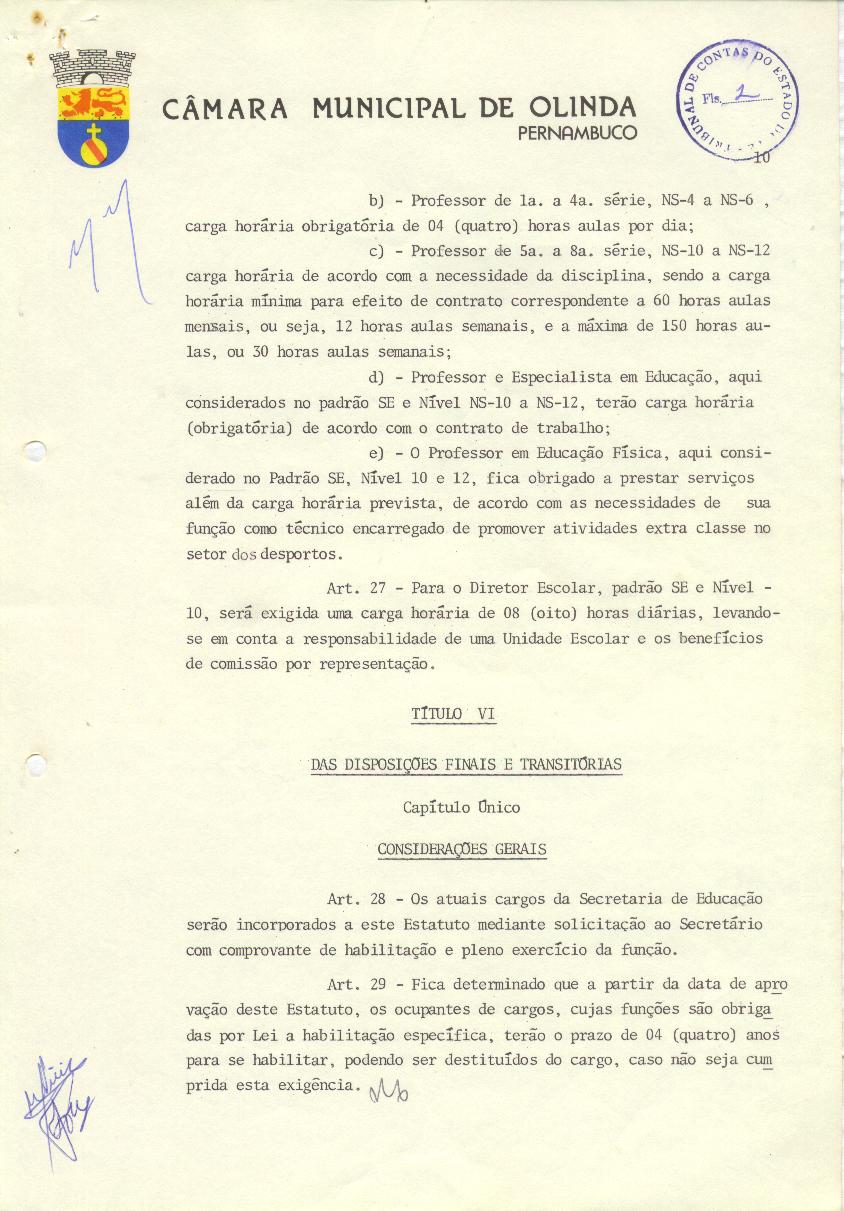 CÂMARA MUNICIPAL DE OLINDA
PERNAMBUCO
TRIBUNAL DE CONTAS DO ESTADO DE
Fls. 2
10
b) - Professor de 1a. a 4a. série, NS-4 a NS-6 ,
carga horária obrigatória de 04 (quatro) horas aulas por dia;
c) - Professor de 5a. a 8a. série, NS-10 a NS-12
carga horária de acordo com a necessidade da disciplina, sendo a carga
horária mínima para efeito de contrato correspondente a 60 horas aulas
mensais, ou seja, 12 horas aulas semanais, e a máxima de 150 horas au-
las, ou 30 horas aulas semanais;
d) - Professor e Especialista em Educação, aqui
considerados no padrão SE e Nível NS-10 a NS-12, terão carga horária
(obrigatória) de acordo com o contrato de trabalho;
e) - O Professor em Educação Física, aqui consi-
derado no Padrão SE, Nível 10 e 12, fica obrigado a prestar serviços
além da carga horária prevista, de acordo com as necessidades de sua
função como técnico encarregado de promover atividades extra classe no
setor dos desportos.
Art. 27 - Para o Diretor Escolar, padrão SE e Nível -
10, será exigida uma carga horária de 08 (oito) horas diárias, levando-
se em conta a responsabilidade de uma Unidade Escolar e os benefícios
de comissão por representação.
TÍTULO VI
DAS DISPOSIÇÕES FINAIS E TRANSITÓRIAS
Capítulo Único
CONSIDERAÇÕES GERAIS
Art. 28 - Os atuais cargos da Secretaria de Educação
serão incorporados a este Estatuto mediante solicitação ao Secretário
com comprovante de habilitação e pleno exercício da função.
Art. 29 - Fica determinado que a partir da data de apro
vação deste Estatuto, os ocupantes de cargos, cujas funções são obriga
das por Lei a habilitação específica, terão o prazo de 04 (quatro) anos
para se habilitar, podendo ser destituídos do cargo, caso não seja cum
prida esta exigência.